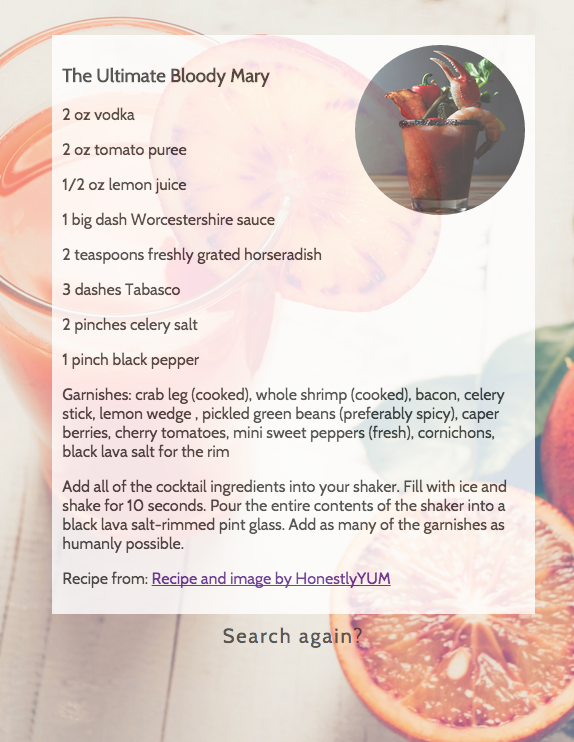 The Ultimate Bloody Mary
2 oz vodka
2 oz tomato puree
1/2 oz lemon juice
1 big dash Worcestershire sauce
2 teaspoons freshly grated horseradish
3 dashes Tabasco
2 pinches celery salt
1 pinch black pepper
Garnishes: crab leg (cooked), whole shrimp (cooked), bacon, celery
stick, lemon wedge , pickled green beans (preferably spicy), caper
berries, cherry tomatoes, mini sweet peppers (fresh), cornichons,
black lava salt for the rim
Add all of the cocktail ingredients into your shaker. Fill with ice and
shake for 10 seconds. Pour the entire contents of the shaker into a
black lava salt-rimmed pint glass. Add as many of the garnishes as
humanly possible.
Recipe from: Recipe and image by HonestlyYUM
Search again?